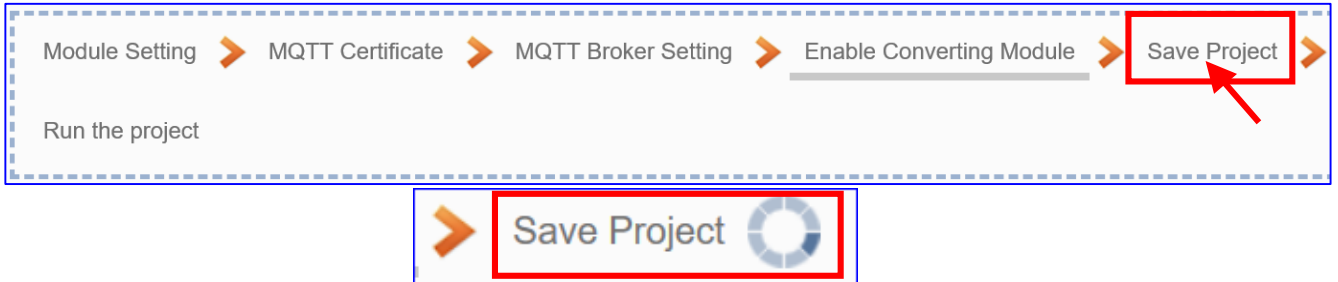 Module Setting MQTT Certificate MQTT Broker Setting Enable Converting Module Save Project
Run the project
Save Project